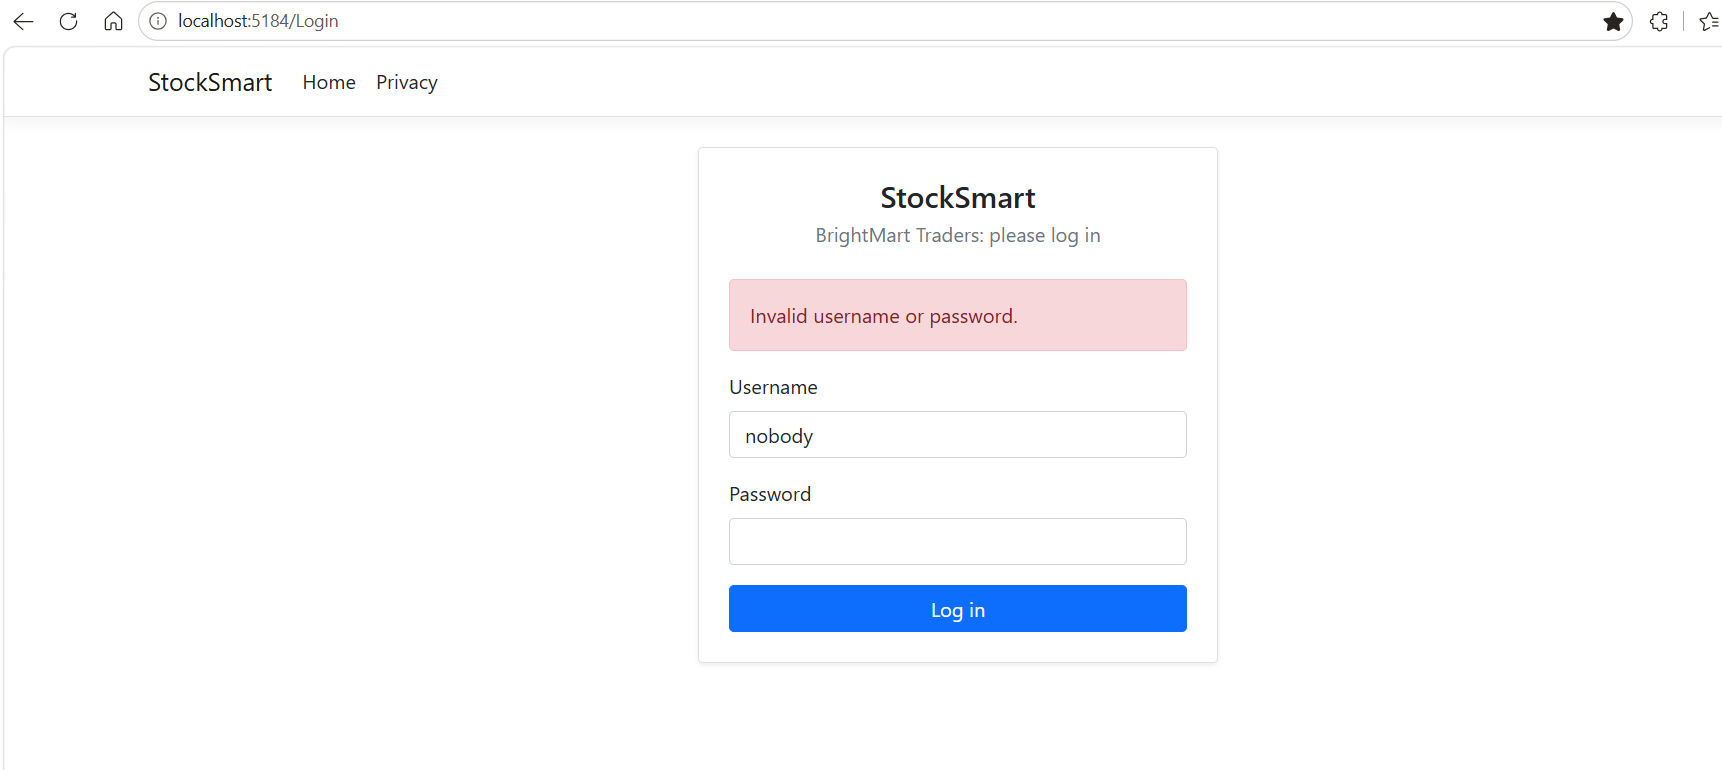 localhost:5184/Login
StockSmart Home Privacy
StockSmart
BrightMart Traders: please log in
Invalid username or password.
Username
nobody
Password
Log in